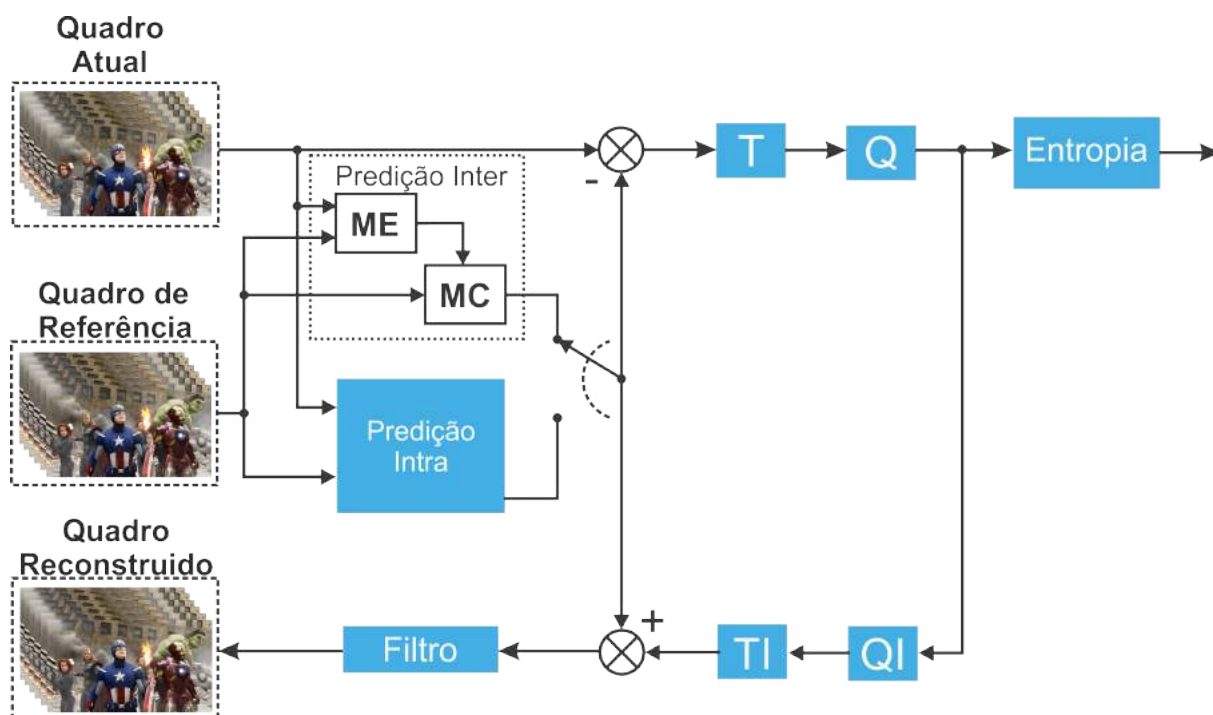 Quadro
Atual
Predição Inter
ME
MC
-
T
Q
Entropia
Quadro de
Referência
Predição
Intra
Quadro
Reconstruido
Filtro
+
TI
QI